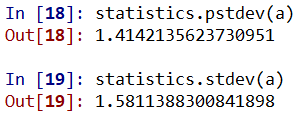 In [18]: statistics.pstdev(a)
Out[18]: 1.4142135623730951
In [19]: statistics.stdev(a)
Out[19]: 1.5811388300841898